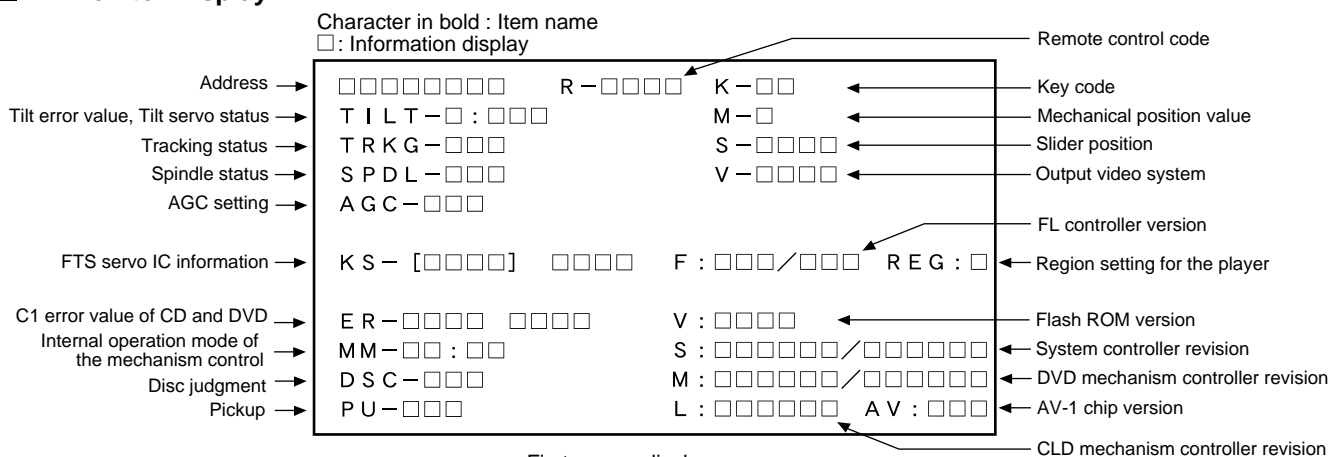 Character in bold : Item name
□ : Information display
Remote control code
Address □□□□□□□□ R−□□□□ K−□□ Key code
Tilt error value, Tilt servo status TILT−□:□□□ M−□ Mechanical position value
Tracking status TRKG−□□□ S−□□□□ Slider position
Spindle status SPDL−□□□ V−□□□□ Output video system
AGC setting AGC−□□□
FL controller version
FTS servo IC information KS−[□□□□] □□□□ F:□□□/□□□ REG:□ Region setting for the player
C1 error value of CD and DVD ER−□□□□ □□□□ V:□□□□ Flash ROM version
Internal operation mode of
the mechanism control MM−□□:□□ S:□□□□□□/□□□□□□ System controller revision
Disc judgment DSC−□□□ M:□□□□□□/□□□□□□ DVD mechanism controller revision
Pickup PU−□□□ L:□□□□□□ AV:□□□ AV-1 chip version
CLD mechanism controller revision